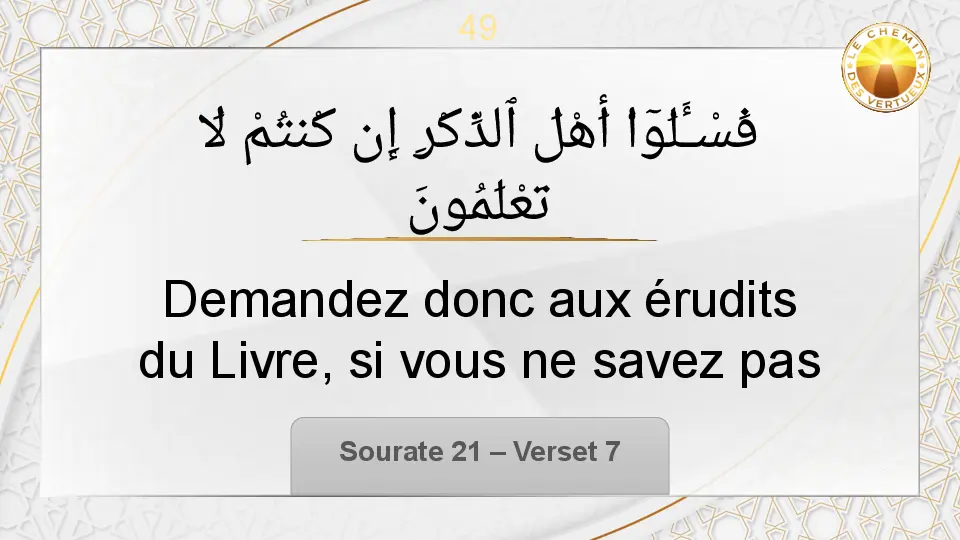 49
LE CHEMIN
DES VERTUEUX
فَسْـَٔلُوٓا۟ أَهْلَ ٱلذِّكْرِ إِن كُنتُمْ لَا
تَعْلَمُونَ
Demandez donc aux érudits
du Livre, si vous ne savez pas
Sourate 21 – Verset 7